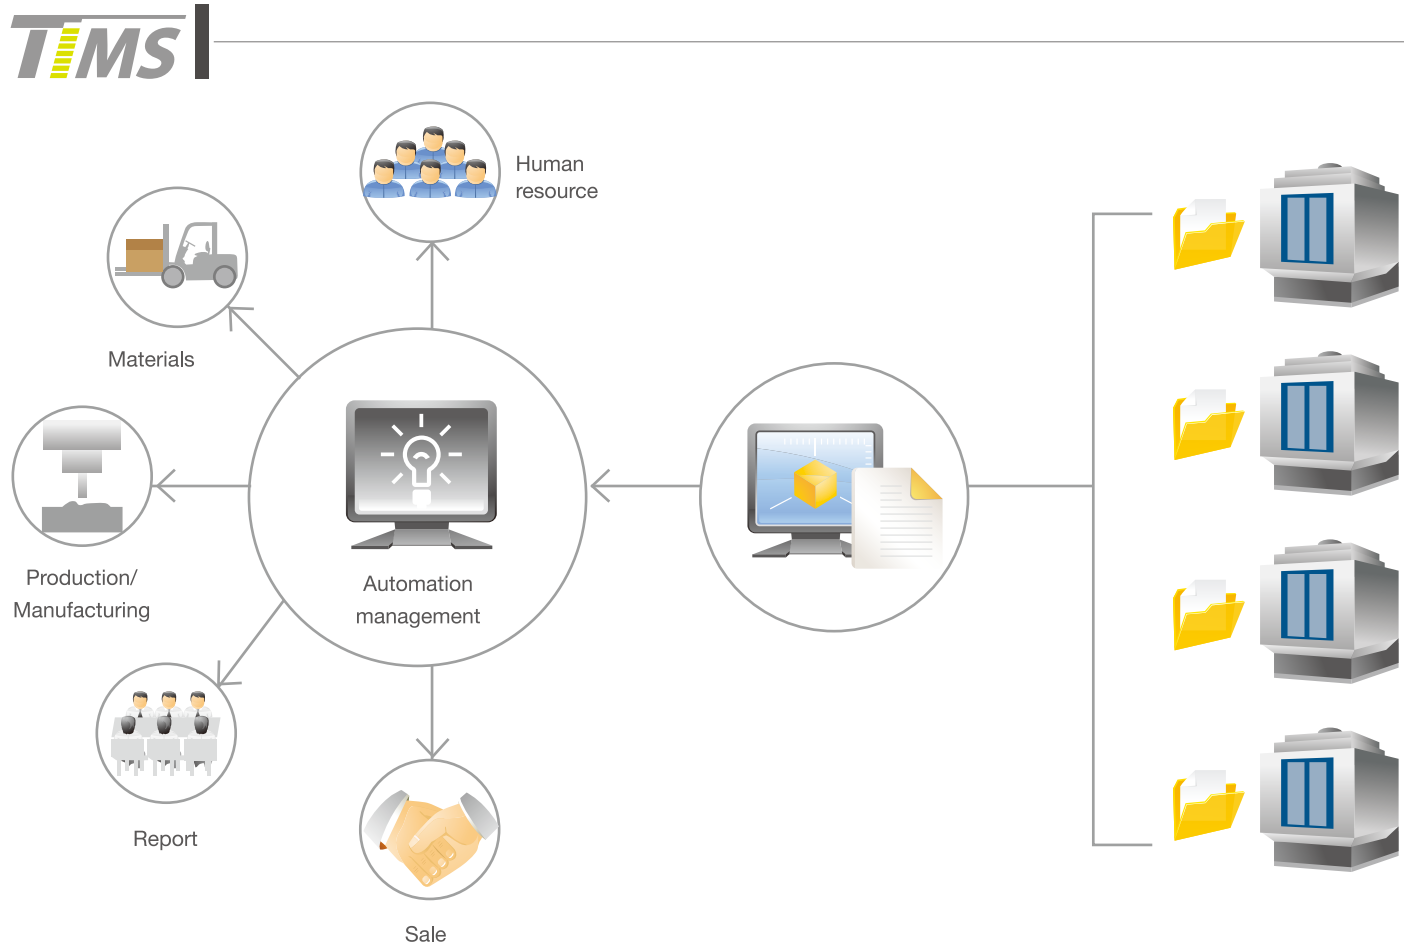 TIMS
Human
resource
Materials
Production/
Manufacturing
Automation
management
Report
Sale